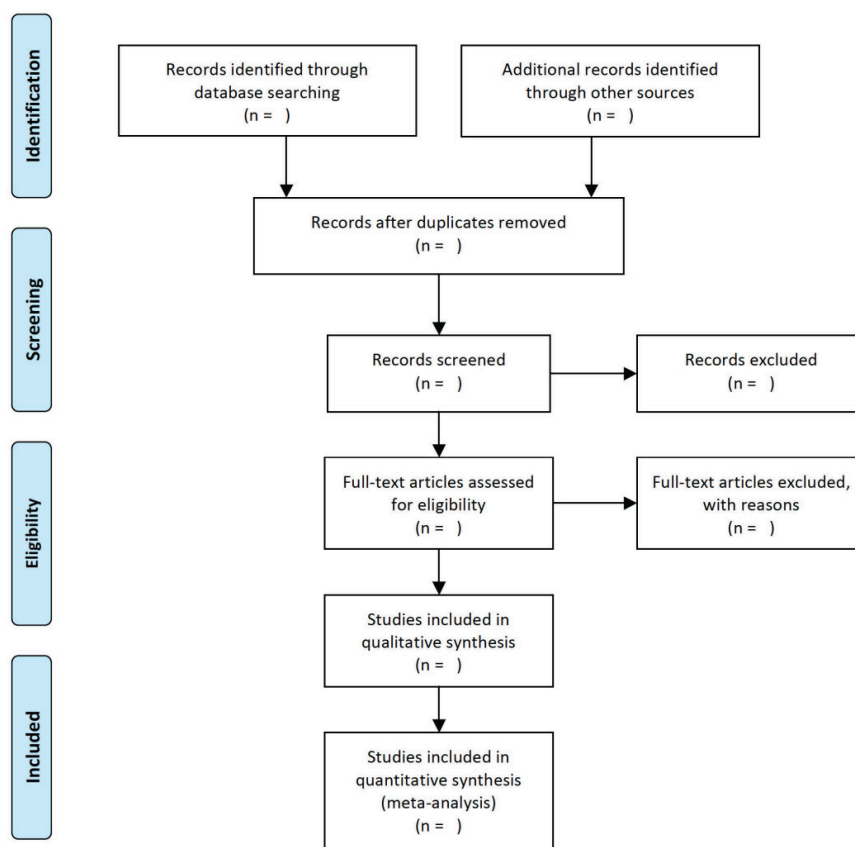 Identification
Records identified through
database searching
(n =   )
Additional records identified
through other sources
(n =   )
Records after duplicates removed
(n =   )
Screening
Records screened
(n =   )
Records excluded
(n =   )
Eligibility
Full-text articles assessed
for eligibility
(n =   )
Full-text articles excluded,
with reasons
(n =   )
Studies included in
qualitative synthesis
(n =   )
Included
Studies included in
quantitative synthesis
(meta-analysis)
(n =   )